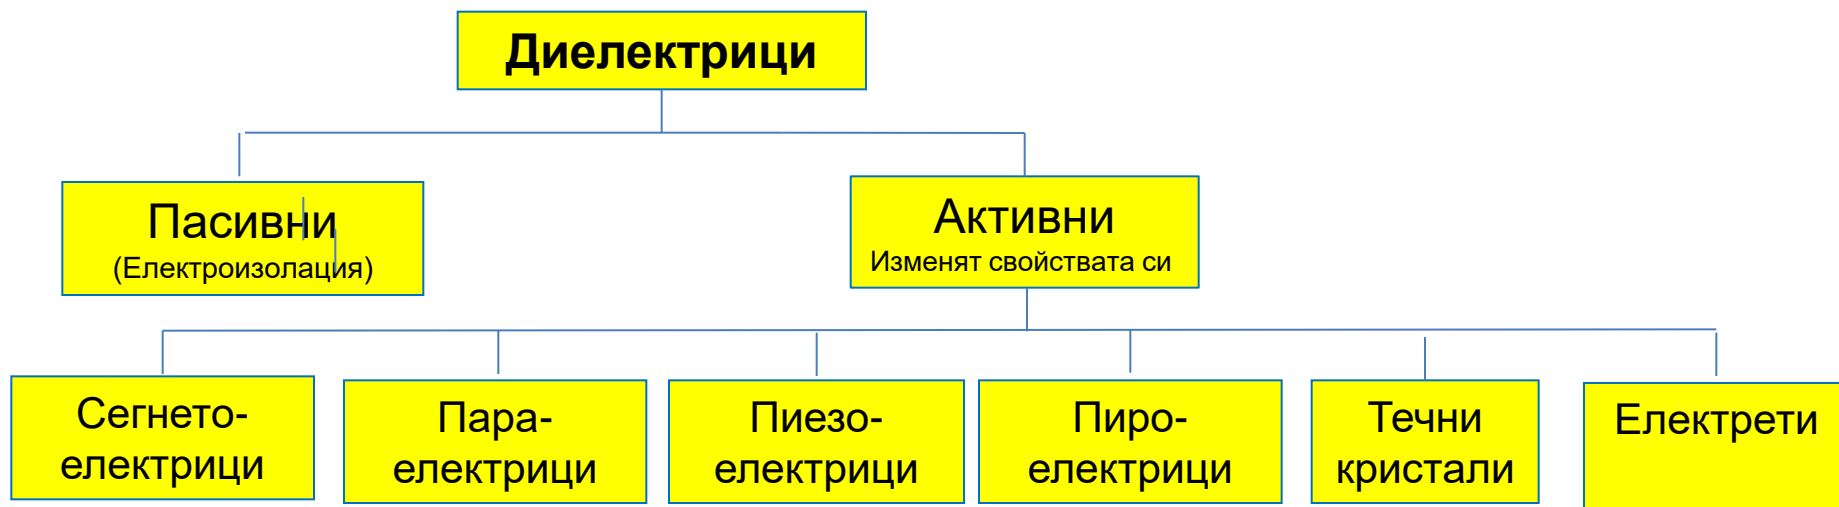 Диелектрици
Пасивни
(Електроизолация)
Активни
Изменят свойствата си
Сегнето-
електрици
Пара-
електрици
Пиезо-
електрици
Пиро-
електрици
Течни
кристали
Електрети